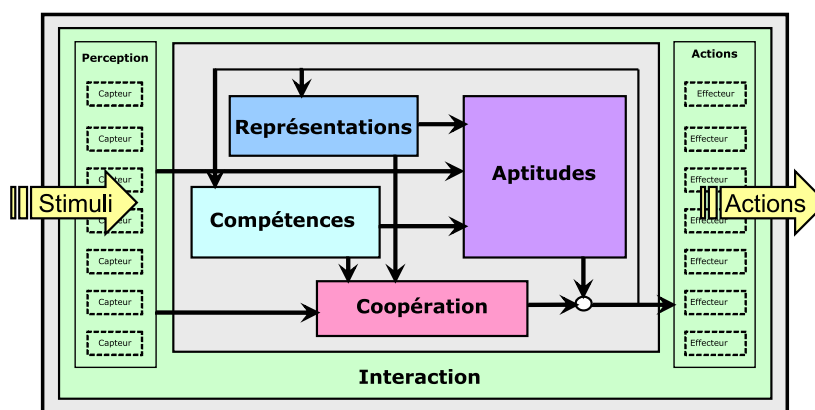 Perception
Capteur
Capteur
Capteur
Capteur
Capteur
Capteur
Capteur
Stimuli
Représentations
Compétences
Aptitudes
Coopération
Actions
Effecteur
Effecteur
Effecteur
Effecteur
Effecteur
Effecteur
Effecteur
Actions
Interaction